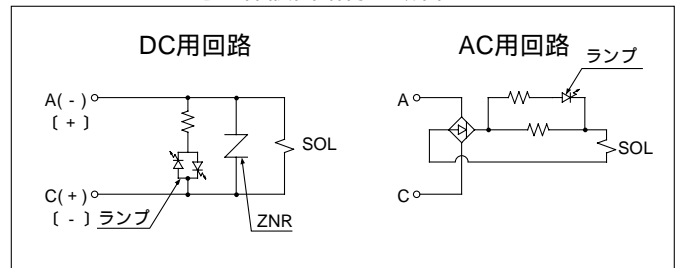 DC用回路
A( - )
〔 + 〕
SOL
C( + )
〔 - 〕ランプ
ZNR
AC用回路
ランプ
A
SOL
C